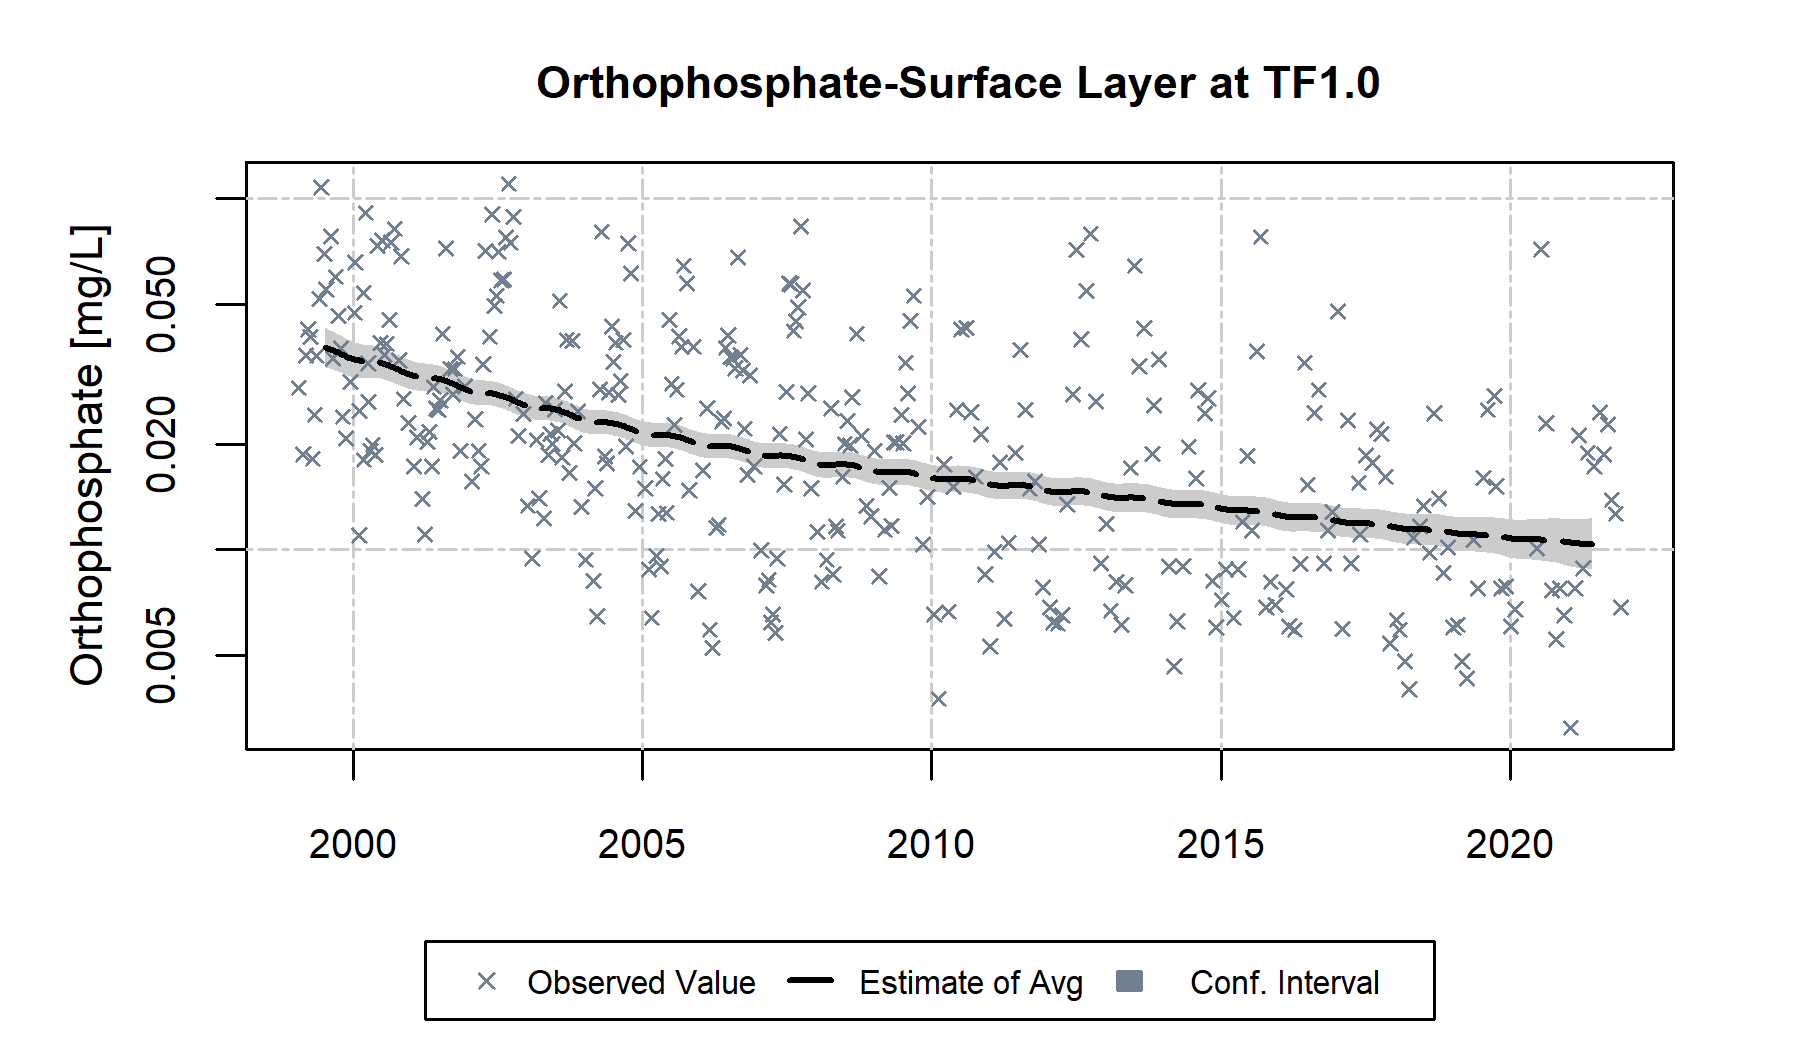 Orthophosphate-Surface Layer at TF1.0
Orthophosphate [mg/L]
0.050
0.020
0.005
2000 2005 2010 2015 2020
Observed Value Estimate of Avg Conf. Interval